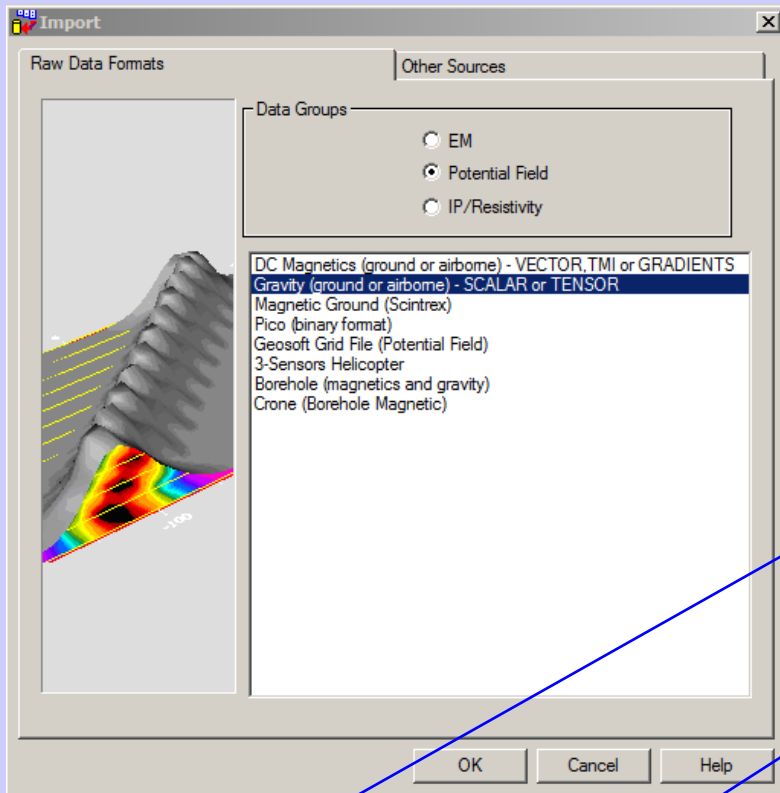 Import
Raw Data Formats
Other Sources
Data Groups
EM
Potential Field
IP/Resistivity
DC Magnetics (ground or airborne) - VECTOR,TMI or GRADIENTS
Gravity (ground or airborne) - SCALAR or TENSOR
Magnetic Ground (Scintrex)
Pico (binary format)
Geosoft Grid File (Potential Field)
3-Sensors Helicopter
Borehole (magnetics and gravity)
Crone (Borehole Magnetic)
-100
OK
Cancel
Help